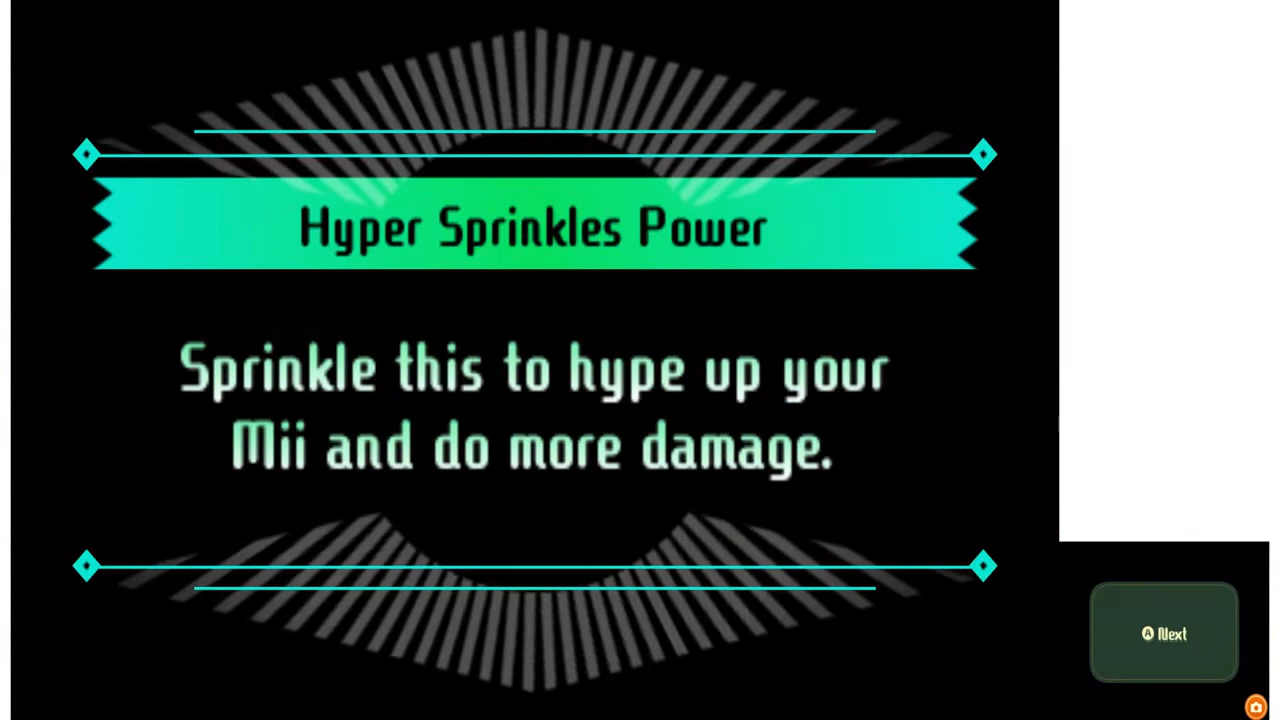 Hyper Sprinkles Power
Sprinkle this to hype up your
Mii and do more damage.
A Next